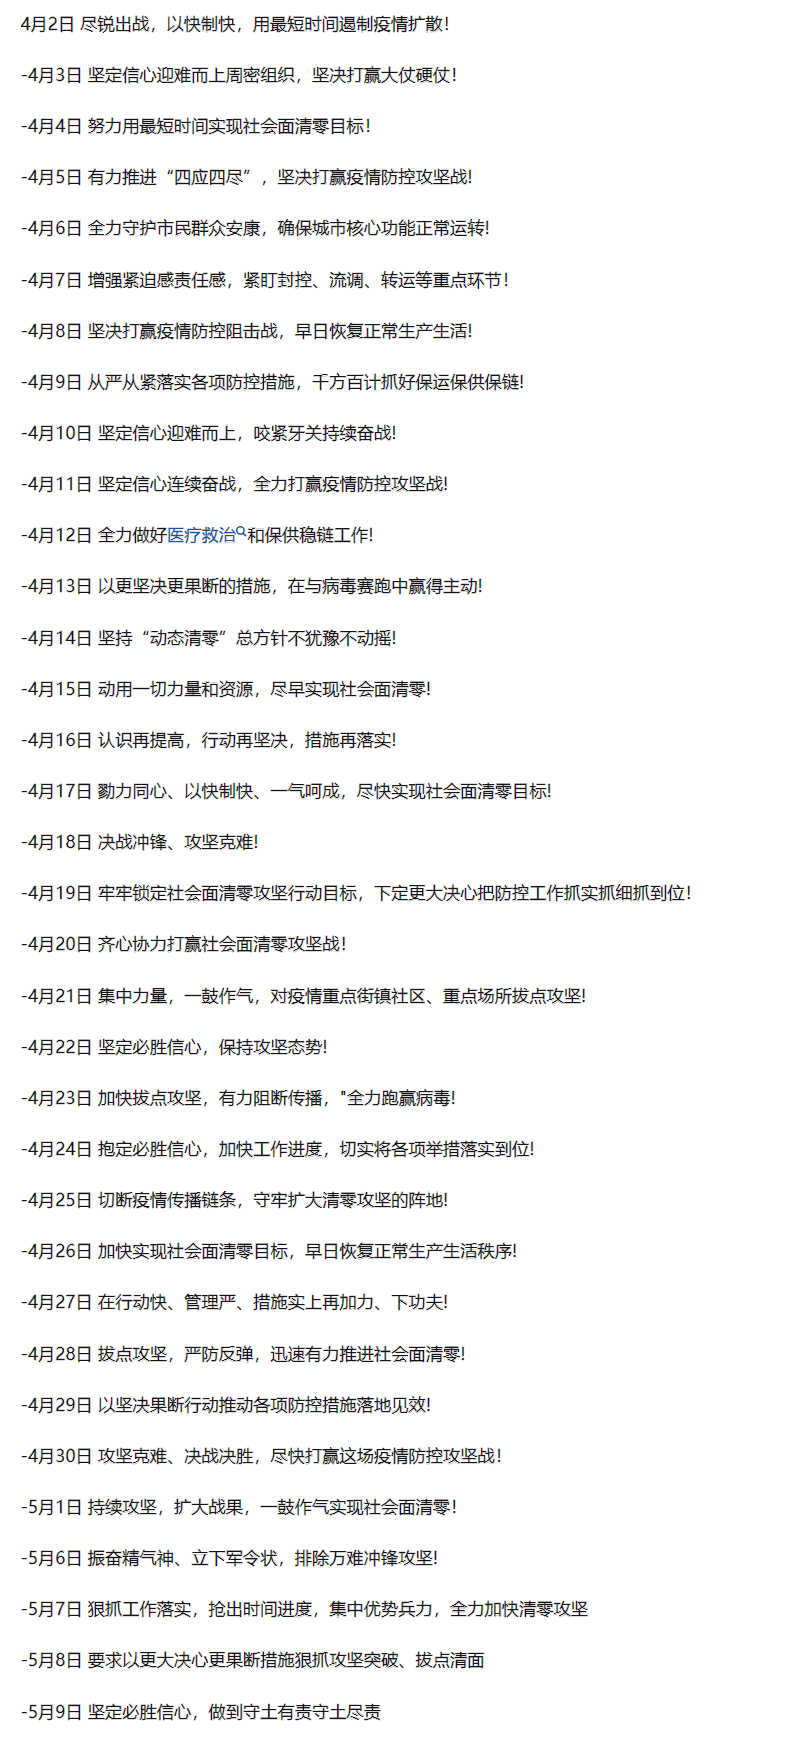 4月2日 尽锐出战，以快制快，用最短时间遏制疫情扩散！
-4月3日 坚定信心迎难而上周密组织，坚决打赢大仗硬仗！
-4月4日 努力用最短时间实现社会面清零目标！
-4月5日 有力推进“四应四尽”，坚决打赢疫情防控攻坚战!
-4月6日 全力守护市民群众安康，确保城市核心功能正常运转!
-4月7日 增强紧迫感责任感，紧盯封控、流调、转运等重点环节！
-4月8日 坚决打赢疫情防控阻击战，早日恢复正常生产生活!
-4月9日 从严从紧落实各项防控措施，千方百计抓好保运保供保链!
-4月10日 坚定信心迎难而上，咬紧牙关持续奋战!
-4月11日 坚定信心连续奋战，全力打赢疫情防控攻坚战!
-4月12日 全力做好医疗救治和保供稳链工作!
-4月13日 以更坚决更果断的措施，在与病毒赛跑中赢得主动!
-4月14日 坚持“动态清零”总方针不犹豫不动摇!
-4月15日 动用一切力量和资源，尽早实现社会面清零!
-4月16日 认识再提高，行动再坚决，措施再落实!
-4月17日 勠力同心、以快制快、一气呵成，尽快实现社会面清零目标!
-4月18日 决战冲锋、攻坚克难!
-4月19日 牢牢锁定社会面清零攻坚行动目标，下定更大决心把防控工作抓实抓细抓到位！
-4月20日 齐心协力打赢社会面清零攻坚战！
-4月21日 集中力量，一鼓作气，对疫情重点街镇社区、重点场所拔点攻坚!
-4月22日 坚定必胜信心，保持攻坚态势!
-4月23日 加快拔点攻坚，有力阻断传播，"全力跑赢病毒!
-4月24日 抱定必胜信心，加快工作进度，切实将各项举措落实到位!
-4月25日 切断疫情传播链条，守牢扩大清零攻坚的阵地!
-4月26日 加快实现社会面清零目标，早日恢复正常生产生活秩序!
-4月27日 在行动快、管理严、措施实上再加力、下功夫!
-4月28日 拔点攻坚，严防反弹，迅速有力推进社会面清零!
-4月29日 以坚决果断行动推动各项防控措施落地见效!
-4月30日 攻坚克难、决战决胜，尽快打赢这场疫情防控攻坚战！
-5月1日 持续攻坚，扩大战果，一鼓作气实现社会面清零！
-5月6日 振奋精气神、立下军令状，排除万难冲锋攻坚!
-5月7日 狠抓工作落实，抢出时间进度，集中优势兵力，全力加快清零攻坚
-5月8日 要求以更大决心更果断措施狠抓攻坚突破、拔点清面
-5月9日 坚定必胜信心，做到守土有责守土尽责